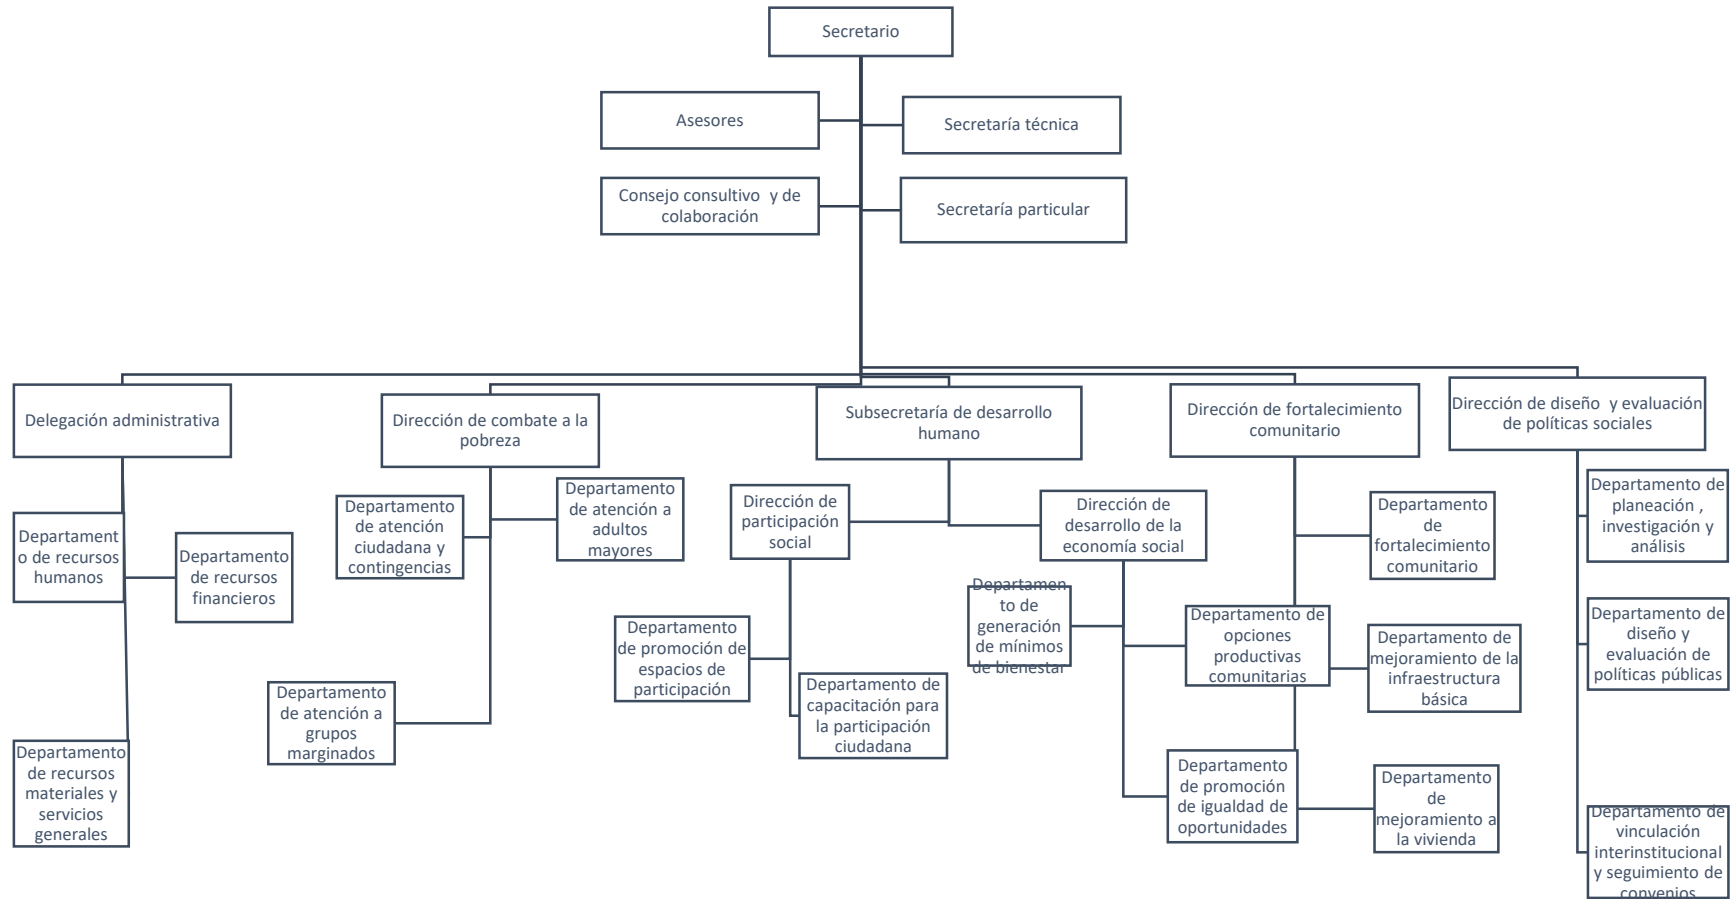 Secretario
Asesores
Secretaría técnica
Consejo consultivo  y de
colaboración
Secretaría particular
Delegación administrativa
Dirección de combate a la
pobreza
Subsecretaría de desarrollo
humano
Dirección de fortalecimiento
comunitario
Dirección de diseño  y evaluación
de políticas sociales
Departament
o de recursos
humanos
Departamento
de recursos
financieros
Departamento
de recursos
materiales y
servicios
generales
Departamento
de atención
ciudadana y
contingencias
Departamento
de atención a
adultos
mayores
Departamento
de atención a
grupos
marginados
Dirección de
participación
social
Dirección de
desarrollo de la
economía social
Departamento
de promoción de
espacios de
participación
Departamento de
capacitación para
la participación
ciudadana
Departamen
to de
generación
de mínimos
de bienestar
Departamento de
opciones
productivas
comunitarias
Departamento
de promoción
de igualdad de
oportunidades
Departamento
de
fortalecimiento
comunitario
Departamento de
mejoramiento de la
infraestructura
básica
Departamento
de
mejoramiento a
la vivienda
Departamento de
planeación ,
investigación y
análisis
Departamento de
diseño y
evaluación de
políticas públicas
Departamento de
vinculación
interinstitucional
y seguimiento de
convenios